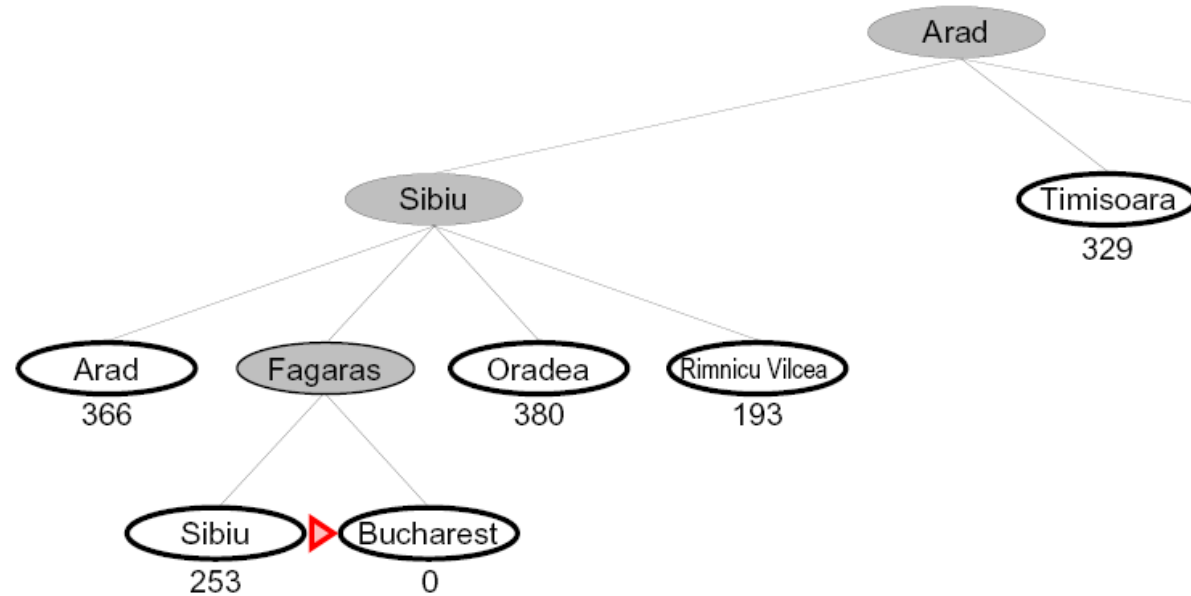 Arad
Sibiu
Timisoara
329
Arad
Fagaras
Oradea
Rimnicu Vilcea
366
380
193
Sibiu
Bucharest
253
0